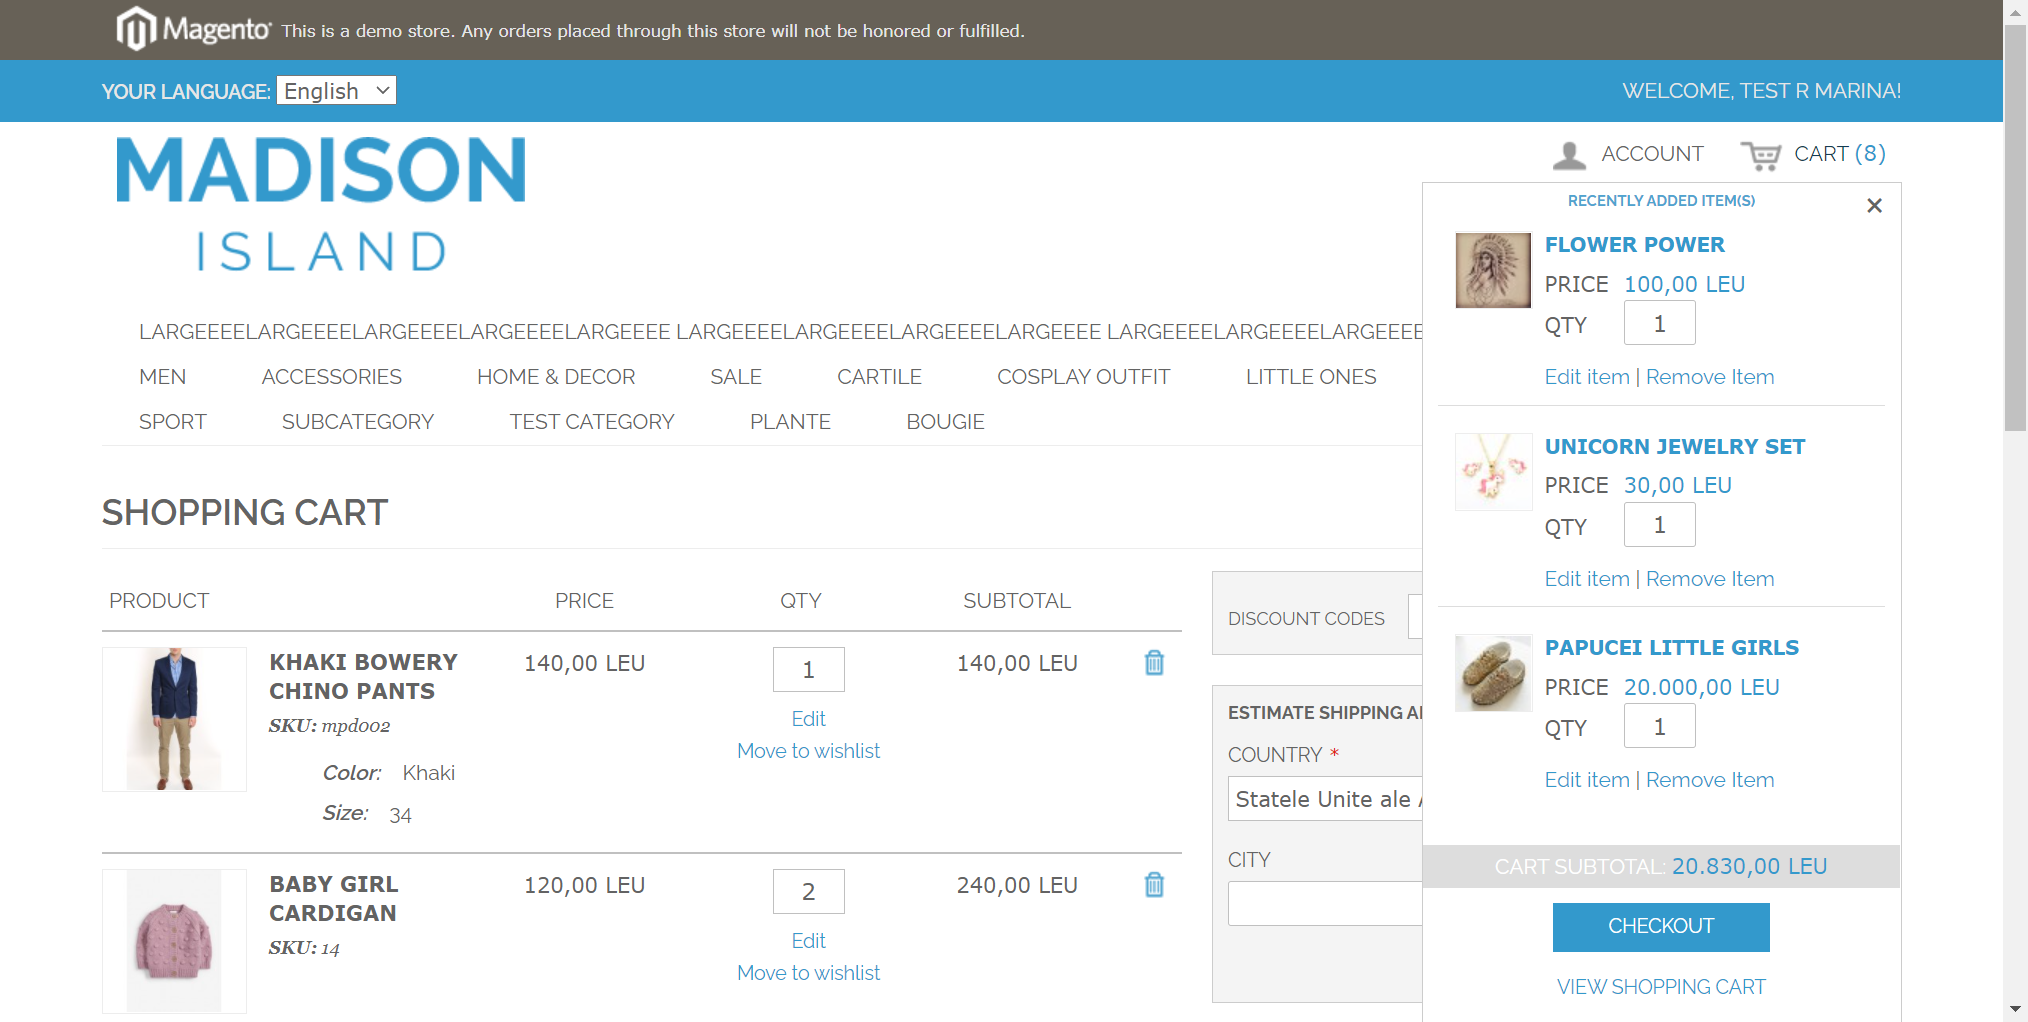 Magento This is a demo store. Any orders placed through this store will not be honored or fulfilled.
YOUR LANGUAGE: English
WELCOME, TEST R MARINA!
MADISON
ISLAND
ACCOUNT
CART (8)
RECENTLY ADDED ITEM(S)
FLOWER POWER
PRICE 100,00 LEU
QTY 1
Edit item | Remove Item
UNICORN JEWELRY SET
PRICE 30,00 LEU
QTY 1
Edit item | Remove Item
PAPUCEI LITTLE GIRLS
PRICE 20.000,00 LEU
QTY 1
Edit item | Remove Item
CART SUBTOTAL: 20.830,00 LEU
CHECKOUT
VIEW SHOPPING CART
LARGEEEELARGEEEELARGEEEELARGEEEELARGEEEE LARGEEEELARGEEEELARGEEEELARGEEEE LARGEEEELARGEEEELARGEEEE
MEN ACCESSORIES HOME & DECOR SALE CARTILE COSPLAY OUTFIT LITTLE ONES
SPORT SUBCATEGORY TEST CATEGORY PLANTE BOUGIE
SHOPPING CART
PRODUCT PRICE QTY SUBTOTAL
KHAKI BOWERY 140,00 LEU 1 140,00 LEU
CHINO PANTS
SKU: mpd002
Edit
Move to wishlist
Color: Khaki
Size: 34
BABY GIRL 120,00 LEU 2 240,00 LEU
CARDIGAN
SKU: 14
Edit
Move to wishlist
DISCOUNT CODES
ESTIMATE SHIPPING
COUNTRY *
Statele Unite ale
CITY